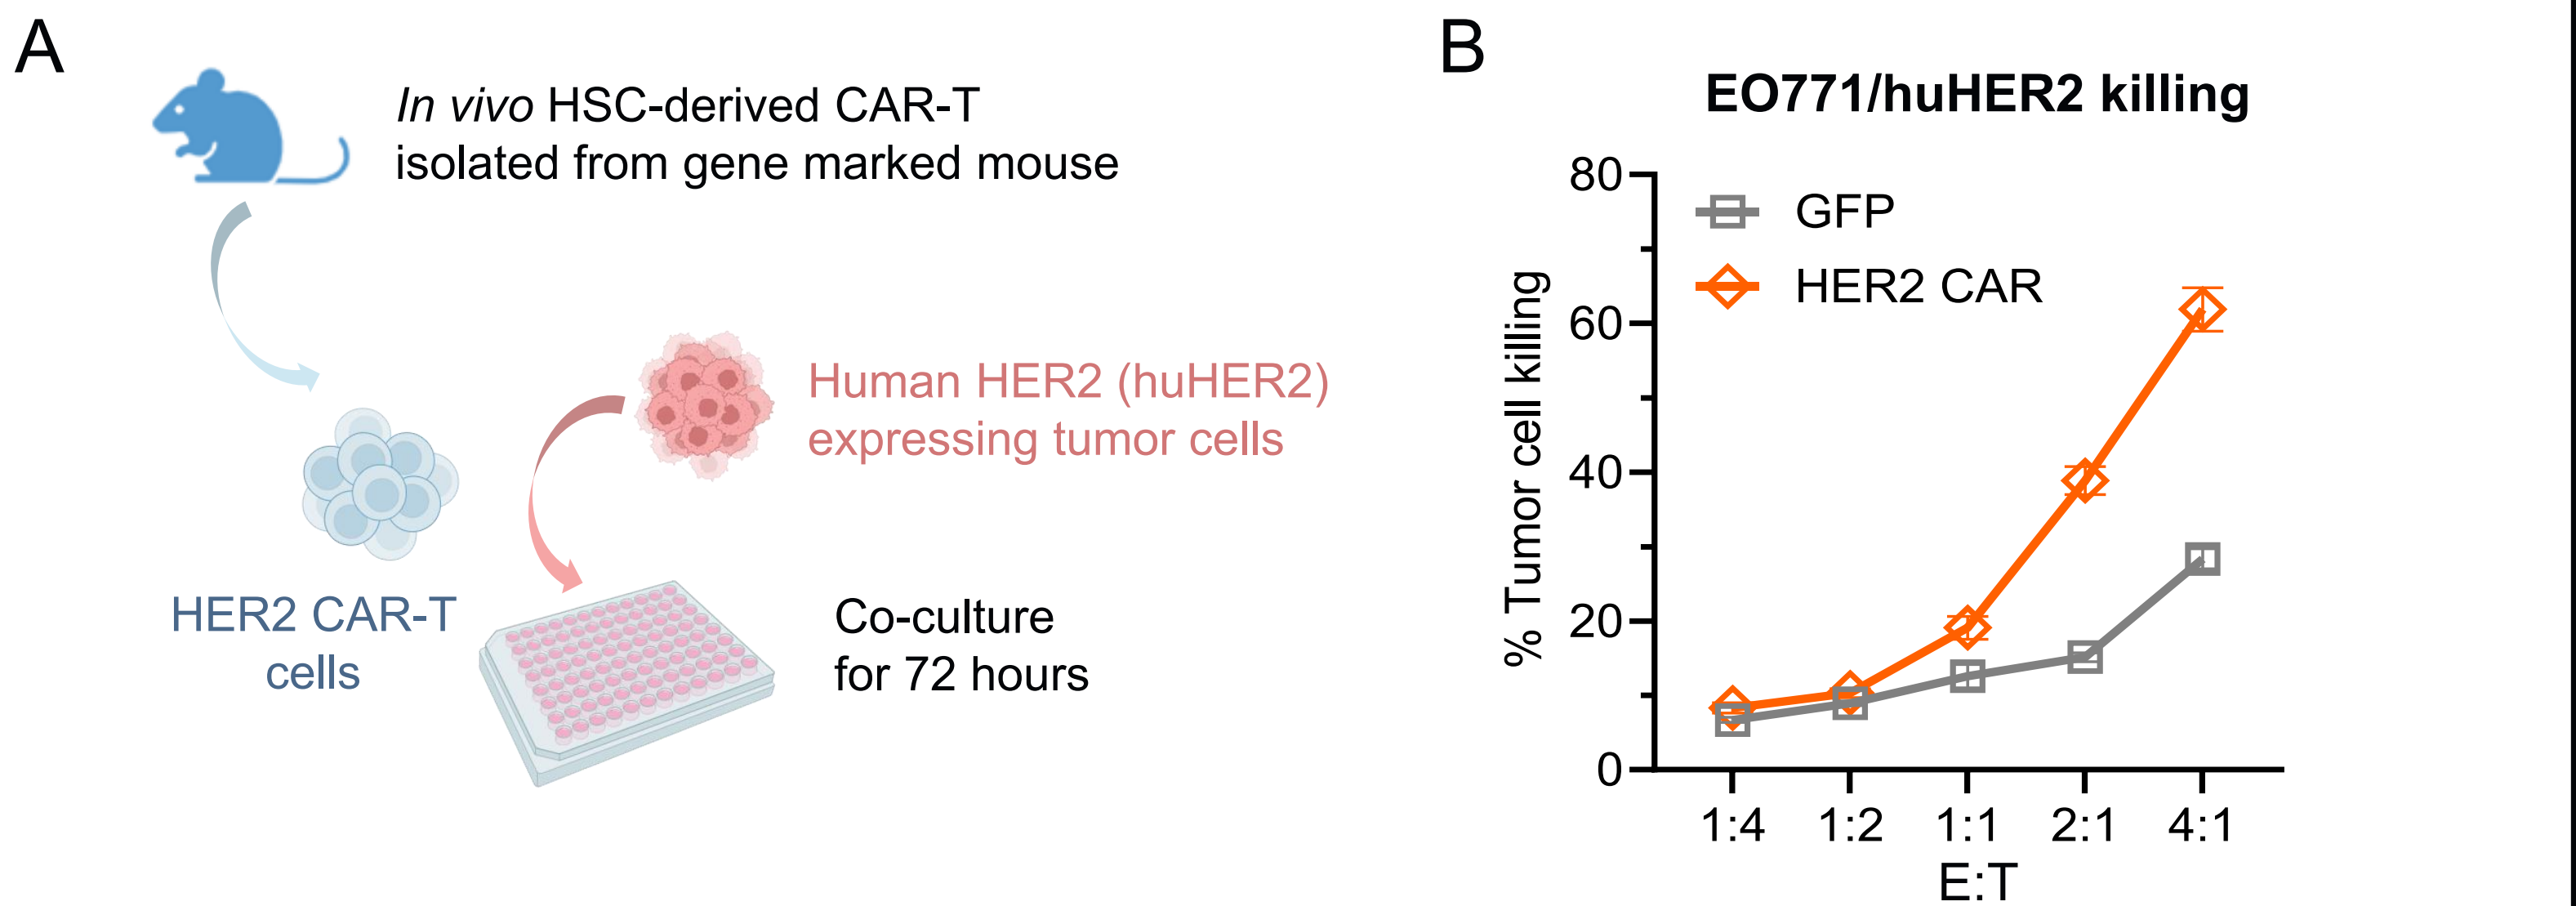 A
In vivo HSC-derived CAR-T
isolated from gene marked mouse
Human HER2 (huHER2)
expressing tumor cells
HER2 CAR-T
cells
Co-culture
for 72 hours
B
EO771/huHER2 killing
% Tumor cell killing
80
60
40
20
0
GFP
HER2 CAR
1:4 1:2 1:1 2:1 4:1
E:T